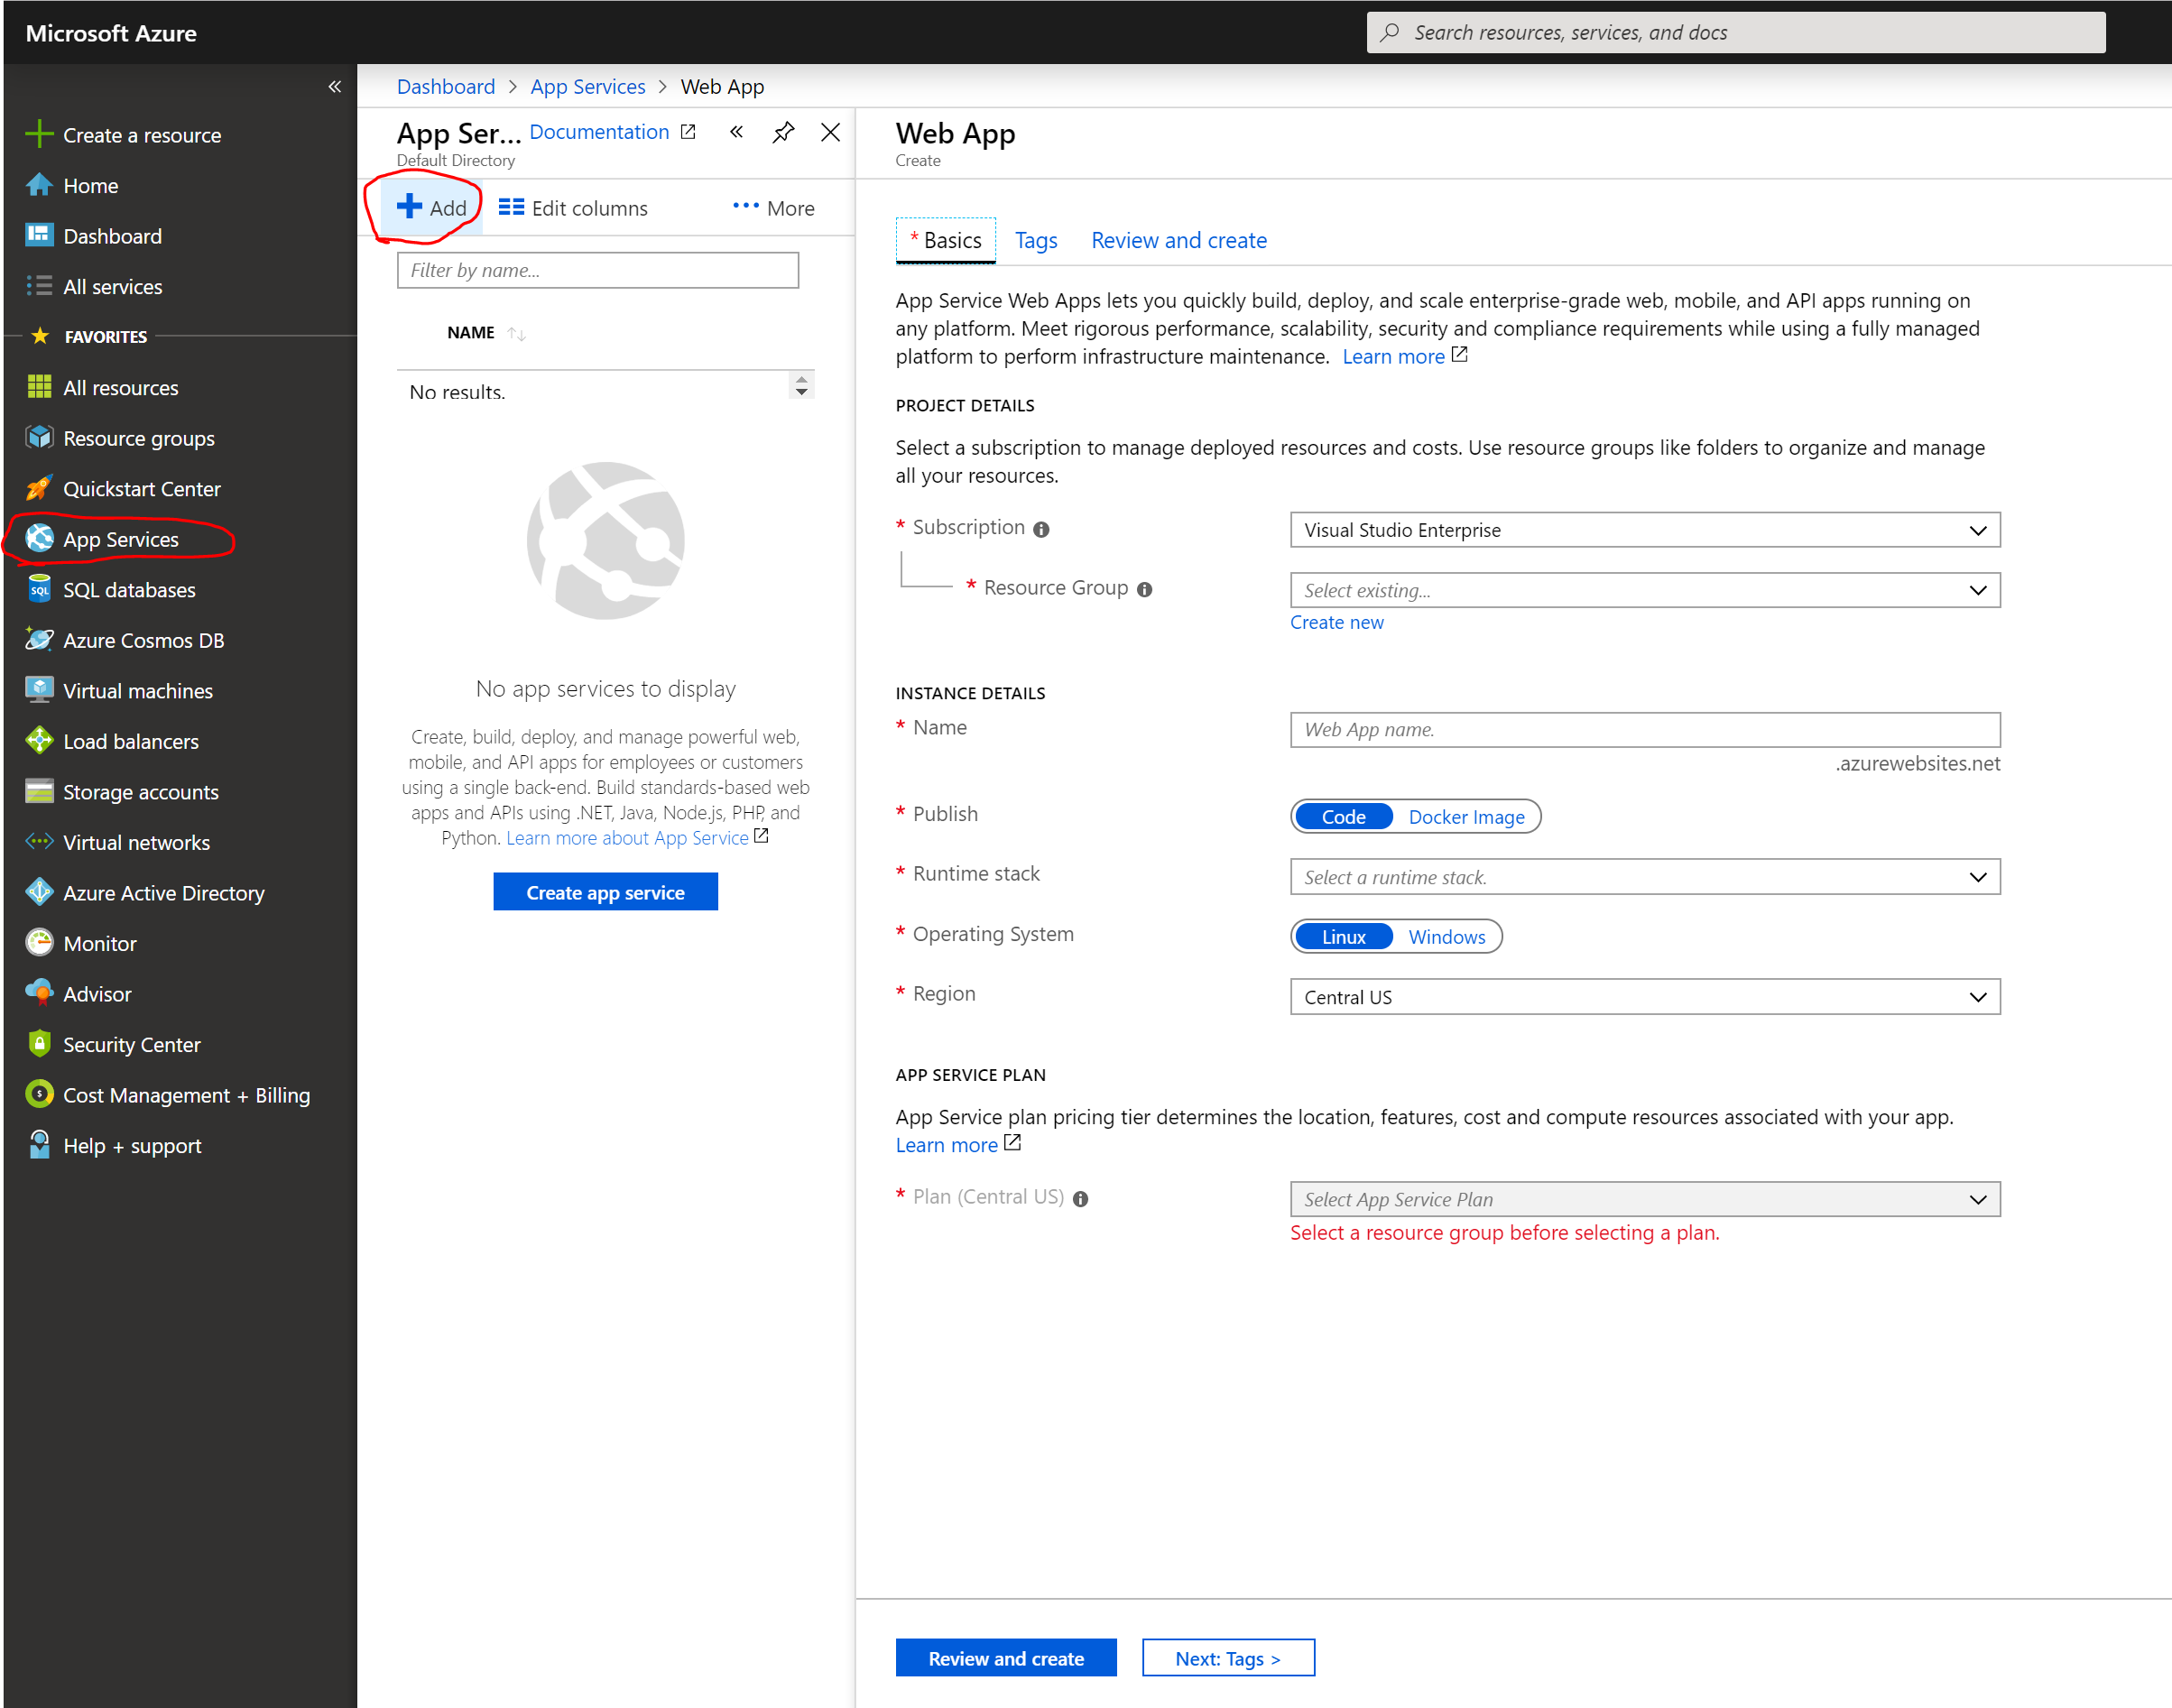 Microsoft Azure
Search resources, services, and docs
Create a resource
Home
Dashboard
All services
FAVORITES
All resources
Resource groups
Quickstart Center
App Services
SQL databases
Azure Cosmos DB
Virtual machines
Load balancers
Storage accounts
Virtual networks
Azure Active Directory
Monitor
Advisor
Security Center
Cost Management + Billing
Help + support
Dashboard > App Services > Web App
App Ser... Documentation
Default Directory
Add Edit columns ··· More
Filter by name...
NAME
No results.
No app services to display
Create, build, deploy, and manage powerful web,
mobile, and API apps for employees or customers
using a single back-end. Build standards-based web
apps and APIs using .NET, Java, Node.js, PHP, and
Python. Learn more about App Service
Create app service
Web App
Create
* Basics Tags Review and create
App Service Web Apps lets you quickly build, deploy, and scale enterprise-grade web, mobile, and API apps running on
any platform. Meet rigorous performance, scalability, security and compliance requirements while using a fully managed
platform to perform infrastructure maintenance. Learn more
PROJECT DETAILS
Select a subscription to manage deployed resources and costs. Use resource groups like folders to organize and manage
all your resources.
* Subscription Visual Studio Enterprise
* Resource Group Select existing...
Create new
INSTANCE DETAILS
* Name Web App name.
.azurewebsites.net
* Publish Code Docker Image
* Runtime stack Select a runtime stack.
* Operating System Linux Windows
* Region Central US
APP SERVICE PLAN
App Service plan pricing tier determines the location, features, cost and compute resources associated with your app.
Learn more
* Plan (Central US) Select App Service Plan
Select a resource group before selecting a plan.
Review and create Next: Tags >